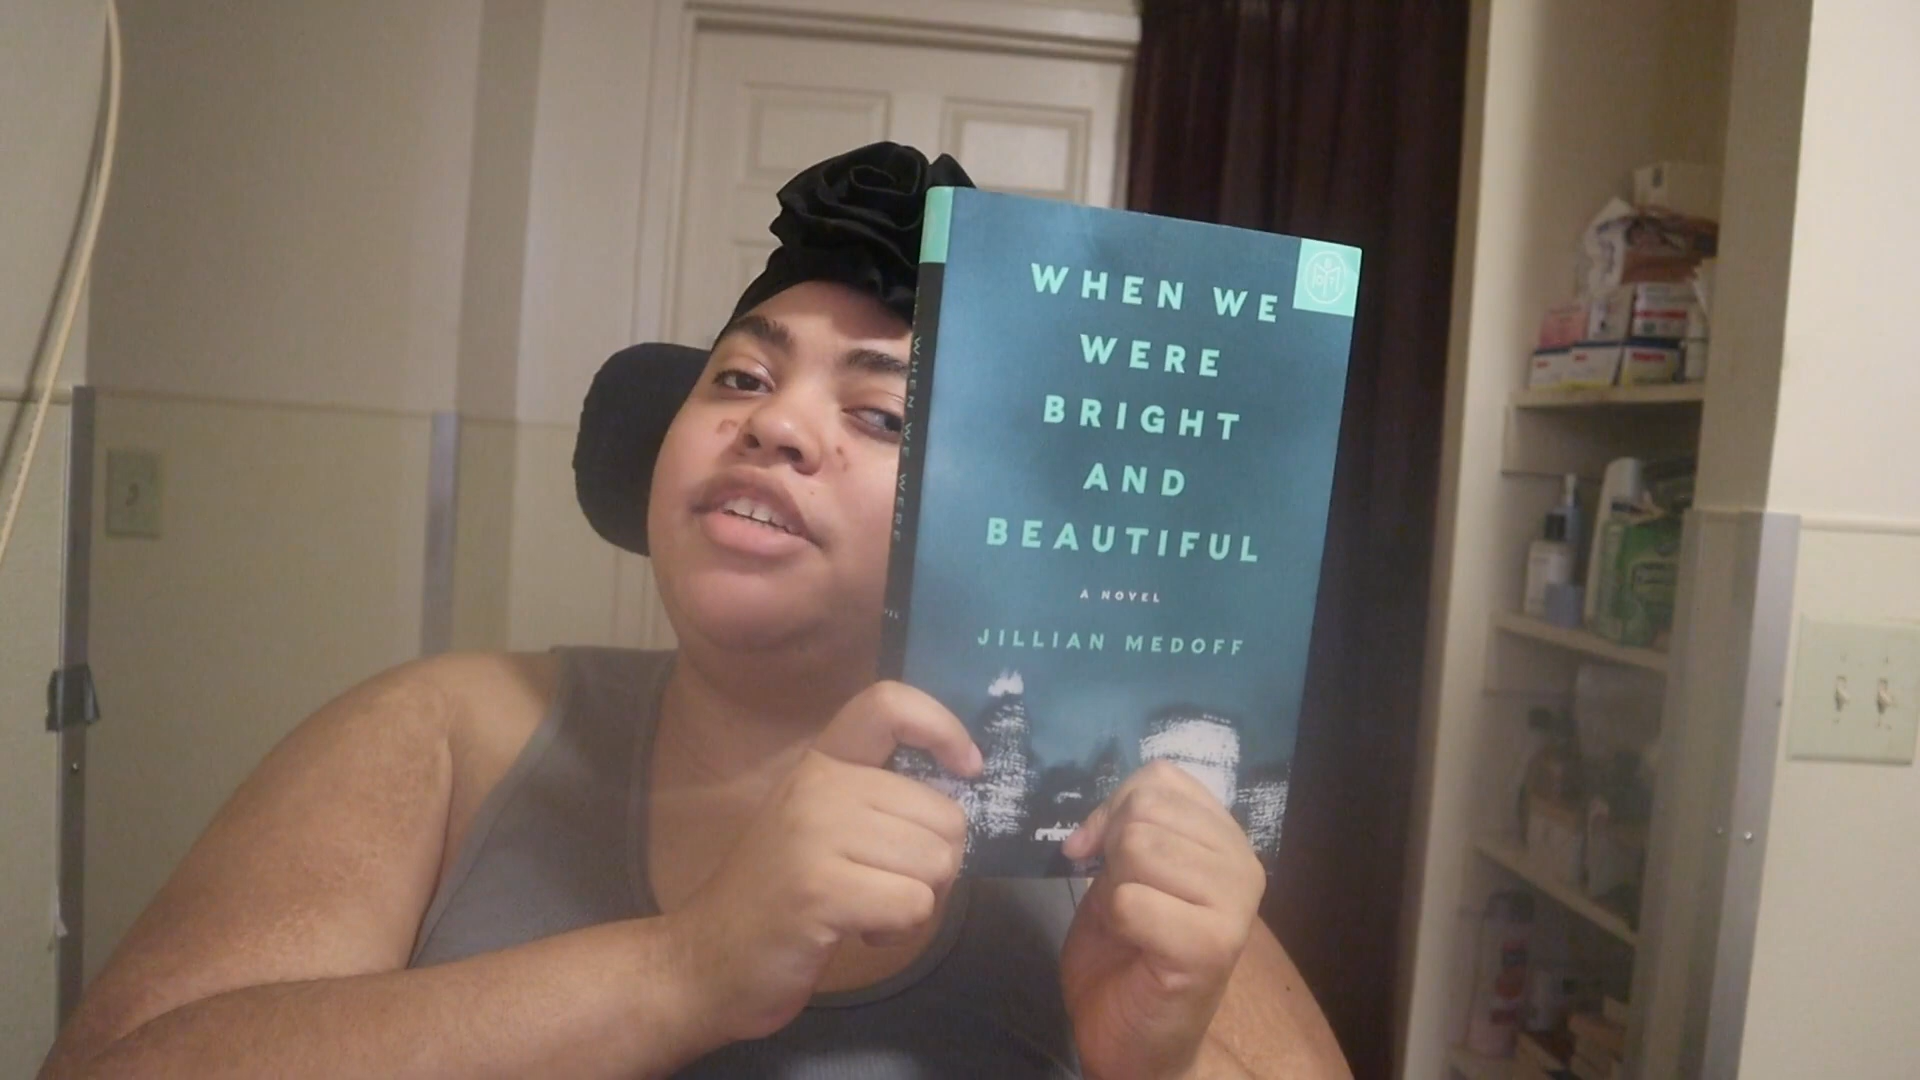 WHEN WE
WERE
BRIGHT
AND
BEAUTIFUL
A NOVEL
JILLIAN MEDOFF
WHEN WE WERE